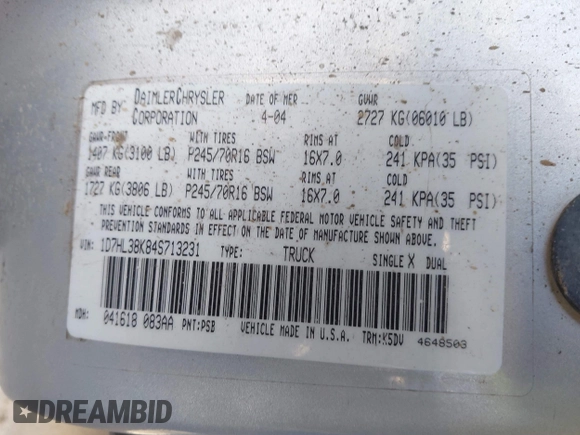 MFD BY DAIMLERCHRYSLER CORPORATION DATE OF MFR 4-04 GVWR 2727 KG(06010 LB)
GAWR-FRONT WITH TIRES RIMS AT COLD
1407 KG(3100 LB) P245/70R16 BSW 16X7.0 241 KPA(35 PSI)
GAWR REAR WITH TIRES RIMS AT COLD
1727 KG(3806 LB) P245/70R16 BSW 16X7.0 241 KPA(35 PSI)
THIS VEHICLE CONFORMS TO ALL APPLICABLE FEDERAL MOTOR VEHICLE SAFETY AND THEFT
PREVENTION STANDARDS IN EFFECT ON THE DATE OF MANUFACTURE SHOWN ABOVE.
VIN: 1D7HL38K84S713231 TYPE: TRUCK SINGLE X DUAL
MDH: 041618 083AA PNT:PSB VEHICLE MADE IN U.S.A. TRM:K5DV 4648503
DREAMBID